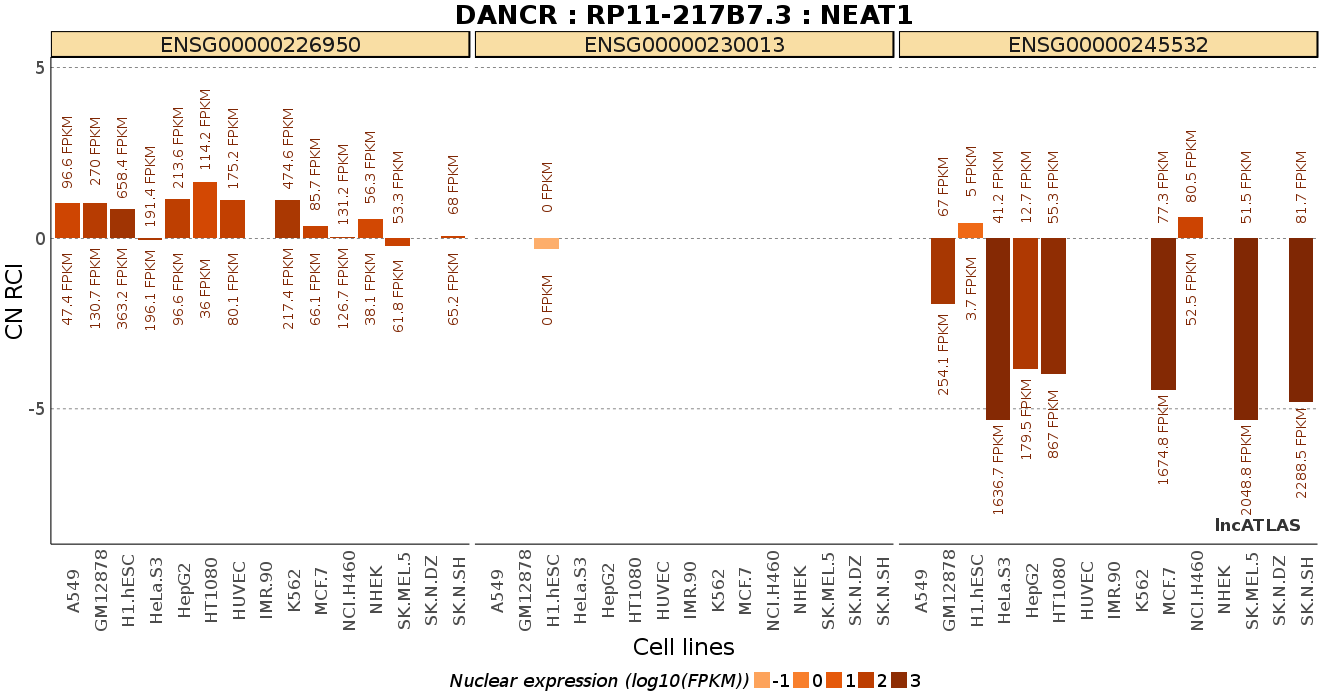 DANCR : RP11-217B7.3 : NEAT1
ENSG00000226950 ENSG00000230013 ENSG00000245532
5
0
-5
CN RCI
96.6 FPKM
270 FPKM
658.4 FPKM
191.4 FPKM
213.6 FPKM
114.2 FPKM
175.2 FPKM
474.6 FPKM
85.7 FPKM
131.2 FPKM
56.3 FPKM
53.3 FPKM
68 FPKM
47.4 FPKM
130.7 FPKM
363.2 FPKM
196.1 FPKM
96.6 FPKM
36 FPKM
80.1 FPKM
217.4 FPKM
66.1 FPKM
126.7 FPKM
38.1 FPKM
61.8 FPKM
65.2 FPKM
0 FPKM
0 FPKM
67 FPKM
5 FPKM
41.2 FPKM
12.7 FPKM
55.3 FPKM
77.3 FPKM
80.5 FPKM
51.5 FPKM
81.7 FPKM
254.1 FPKM
3.7 FPKM
1636.7 FPKM
179.5 FPKM
867 FPKM
1674.8 FPKM
52.5 FPKM
2048.8 FPKM
2288.5 FPKM
lncATLAS
A549
GM12878
H1.hESC
HeLa.S3
HepG2
HT1080
HUVEC
IMR.90
K562
MCF.7
NCI.H460
NHEK
SK.MEL.5
SK.N.DZ
SK.N.SH
A549
GM12878
H1.hESC
HeLa.S3
HepG2
HT1080
HUVEC
IMR.90
K562
MCF.7
NCI.H460
NHEK
SK.MEL.5
SK.N.DZ
SK.N.SH
A549
GM12878
H1.hESC
HeLa.S3
HepG2
HT1080
HUVEC
IMR.90
K562
MCF.7
NCI.H460
NHEK
SK.MEL.5
SK.N.DZ
SK.N.SH
Cell lines
Nuclear expression (log10(FPKM)) -1 0 1 2 3